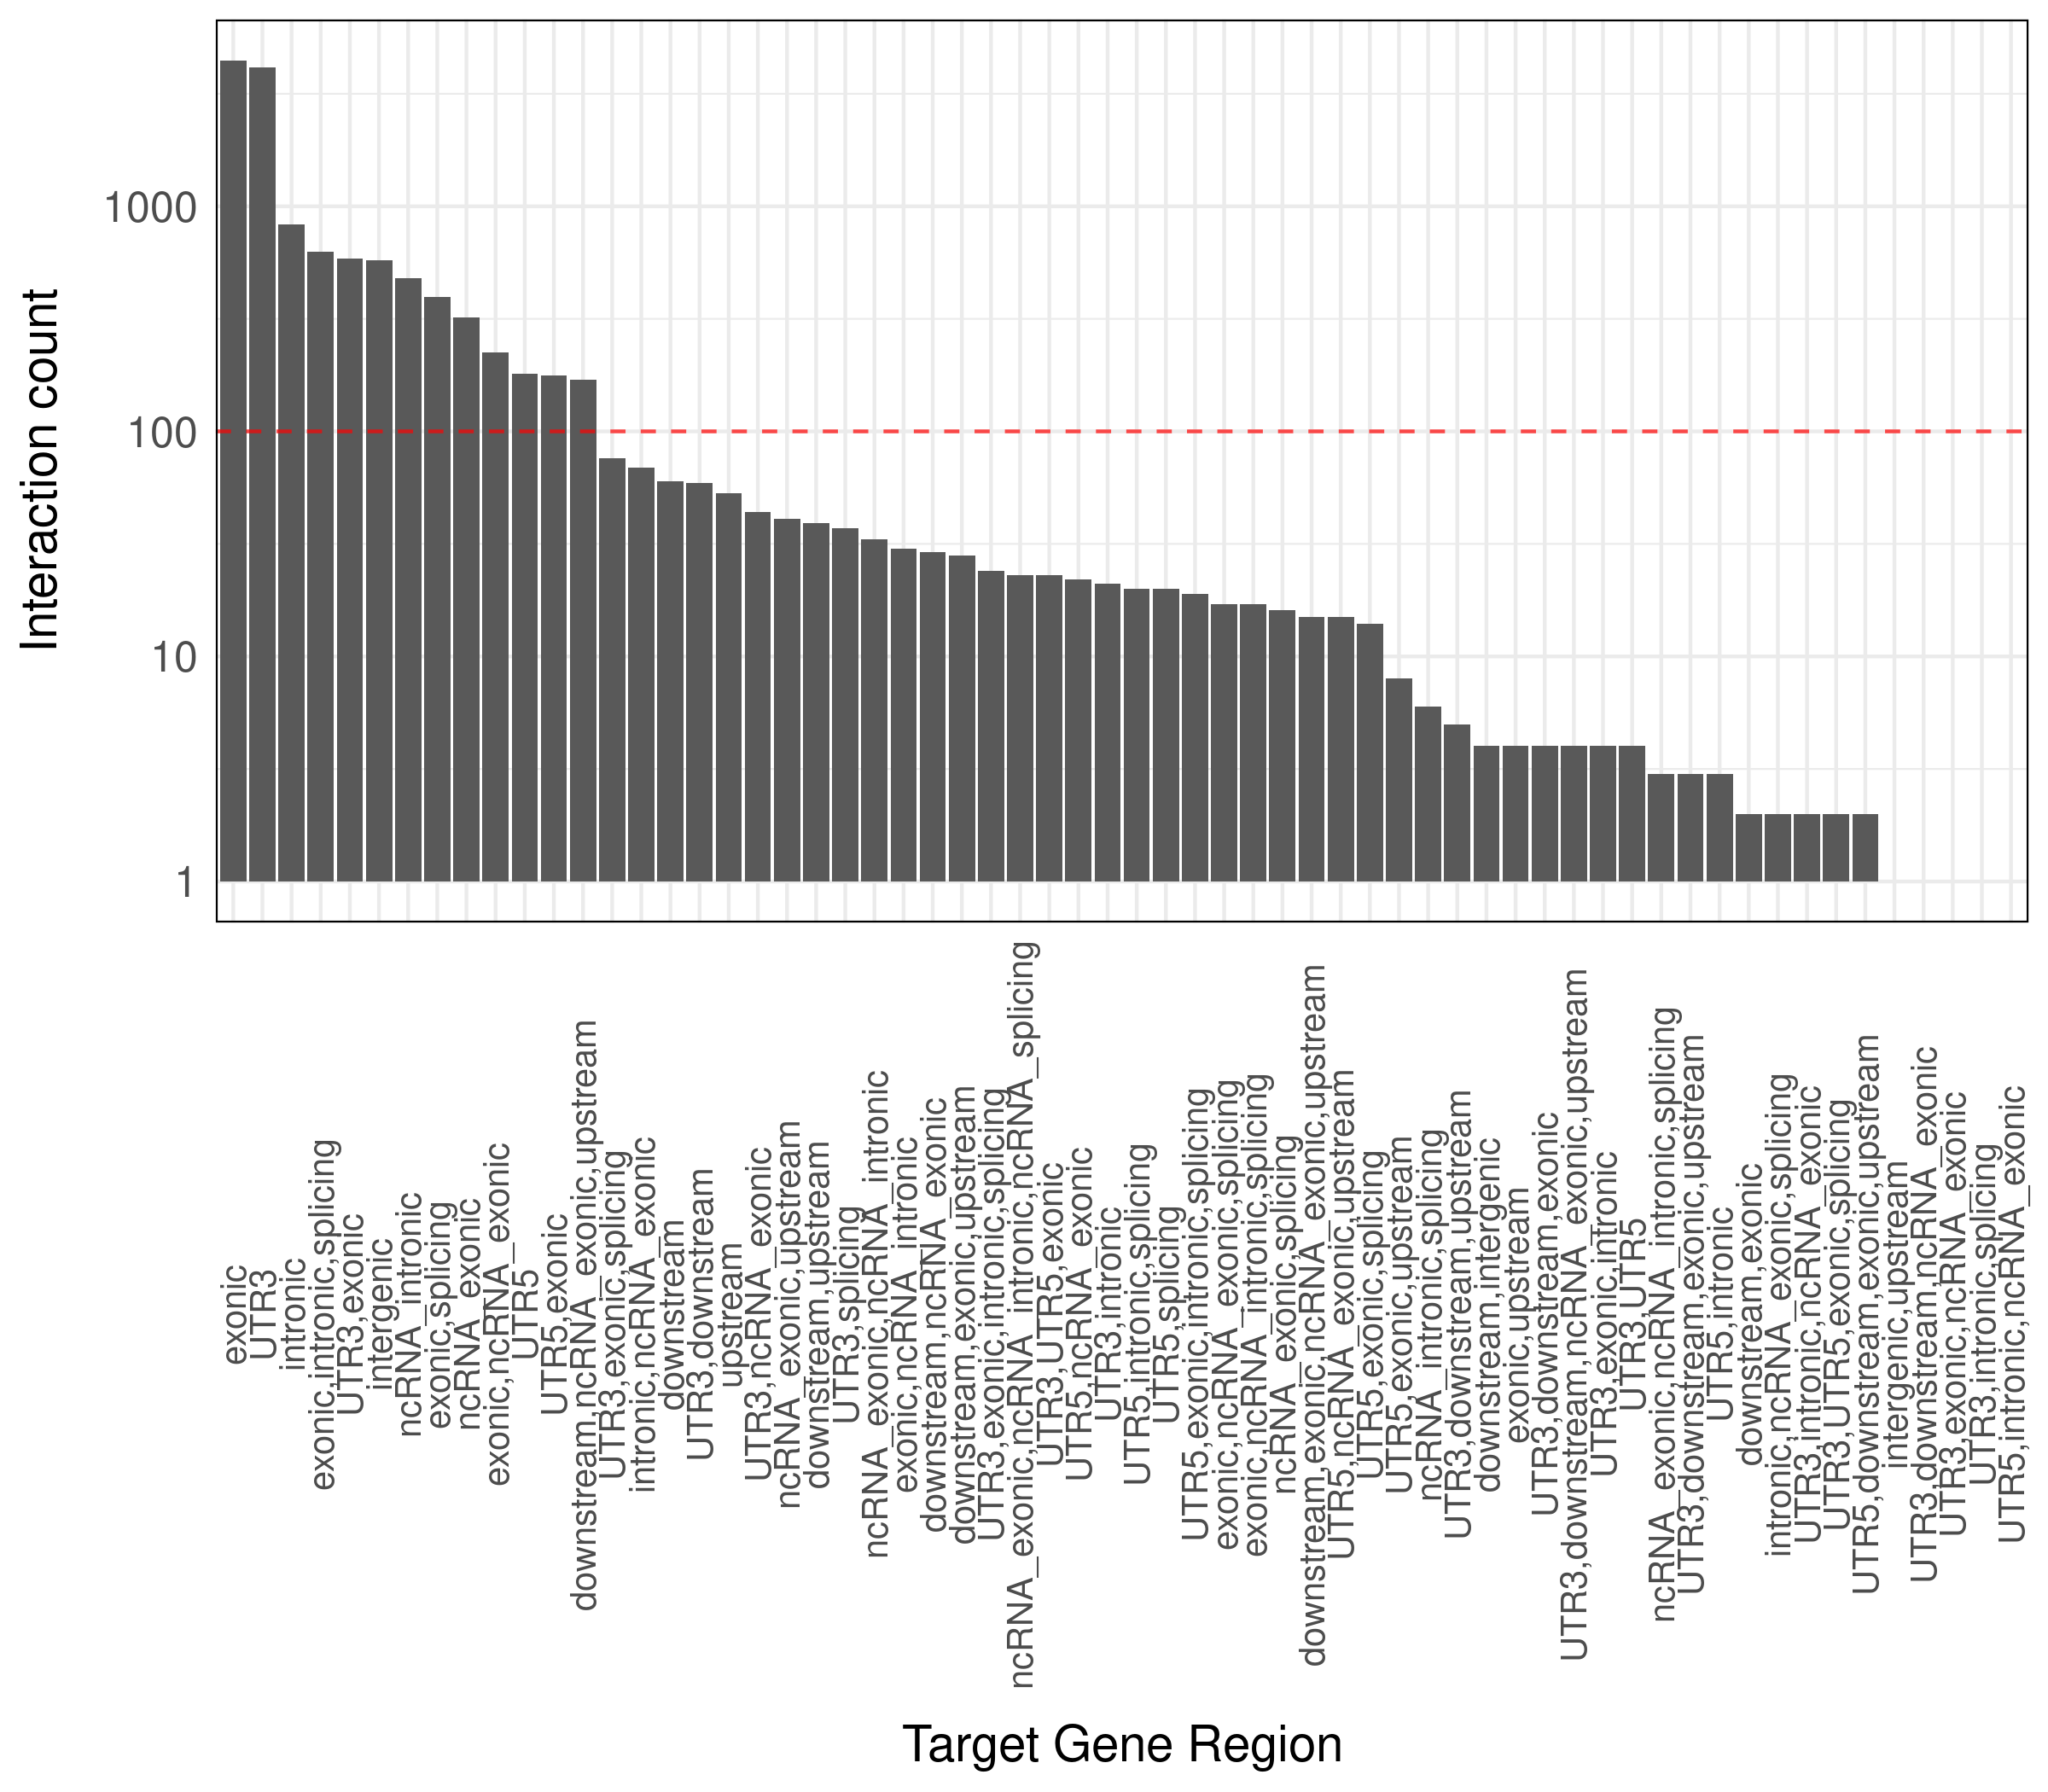 Interaction count
1000
100
10
1
exonic
UTR3
intronic
exonic,intronic,splicing
UTR3,exonic
intergenic
ncRNA_intronic
exonic,splicing
ncRNA_exonic
exonic,ncRNA_exonic
UTR5
UTR5,exonic
downstream,ncRNA_exonic,upstream
UTR3,exonic,splicing
intronic,ncRNA_exonic
downstream
UTR3,downstream
upstream
UTR3,ncRNA_exonic
ncRNA_exonic,upstream
downstream,upstream
UTR3,splicing
ncRNA_exonic,ncRNA_intronic
exonic,ncRNA_intronic
downstream,ncRNA_exonic
downstream,exonic,upstream
UTR3,exonic,intronic,splicing
ncRNA_exonic,ncRNA_intronic,ncRNA_splicing
UTR3,UTR5,exonic
UTR5,ncRNA_exonic
UTR3,intronic
UTR5,intronic,splicing
UTR5,splicing
UTR5,exonic,intronic,splicing
exonic,ncRNA_exonic,splicing
exonic,ncRNA_intronic,splicing
ncRNA_exonic,splicing
downstream,exonic,ncRNA_exonic,upstream
UTR5,ncRNA_exonic,upstream
UTR5,exonic,splicing
UTR5,exonic,upstream
ncRNA_intronic,splicing
UTR3,downstream,upstream
downstream,intergenic
exonic,upstream
UTR3,downstream,exonic
UTR3,downstream,ncRNA_exonic,upstream
UTR3,exonic,intronic
UTR3,UTR5
ncRNA_exonic,ncRNA_intronic,splicing
UTR3,downstream,exonic,upstream
UTR5,intronic
downstream,exonic
intronic,ncRNA_exonic,splicing
UTR3,intronic,ncRNA_exonic
UTR3,UTR5,exonic,splicing
UTR5,downstream,exonic,upstream
intergenic,upstream
UTR3,downstream,ncRNA_exonic
UTR3,exonic,ncRNA_exonic
UTR3,intronic,splicing
UTR5,intronic,ncRNA_exonic
Target Gene Region